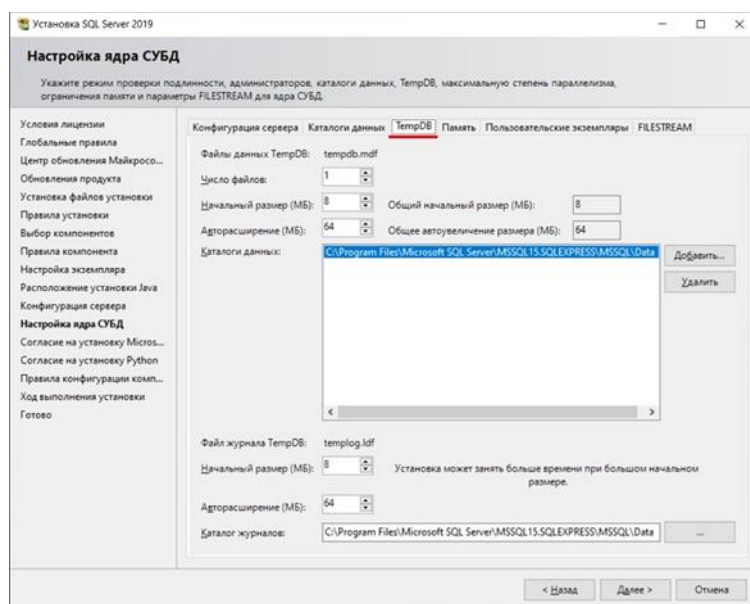 Установка SQL Server 2019
Настройка ядра СУБД
Укажите режим проверки подлинности, администраторов, каталоги данных, TempDB, максимальную степень параллелизма,
ограничения памяти и параметры FILESTREAM для ядра СУБД.
Условия лицензии
Глобальные правила
Центр обновления Майкросо...
Обновления продукта
Установка файлов установки
Правила установки
Выбор компонентов
Правила компонента
Настройка экземпляра
Расположение установки Java
Конфигурация сервера
Настройка ядра СУБД
Согласие на установку Micros...
Согласие на установку Python
Правила конфигурации комп...
Ход выполнения установки
Готово
Конфигурация сервера Каталоги данных TempDB Память Пользовательские экземпляры FILESTREAM
Файлы данных TempDB: tempdb.mdf
Число файлов: 1
Начальный размер (МБ): 8 Общий начальный размер (МБ): 8
Авторасширение (МБ): 64 Общее автоувеличение размера (МБ): 64
Каталоги данных: C:\Program Files\Microsoft SQL Server\MSSQL15.SQLEXPRESS\MSSQL\Data Добавить...
Удалить
Файл журнала TempDB: templog.ldf
Начальный размер (МБ): 8 Установка может занять больше времени при большом начальном
размере.
Авторасширение (МБ): 64
Каталог журналов: C:\Program Files\Microsoft SQL Server\MSSQL15.SQLEXPRESS\MSSQL\Data ...
< Назад Далее > Отмена